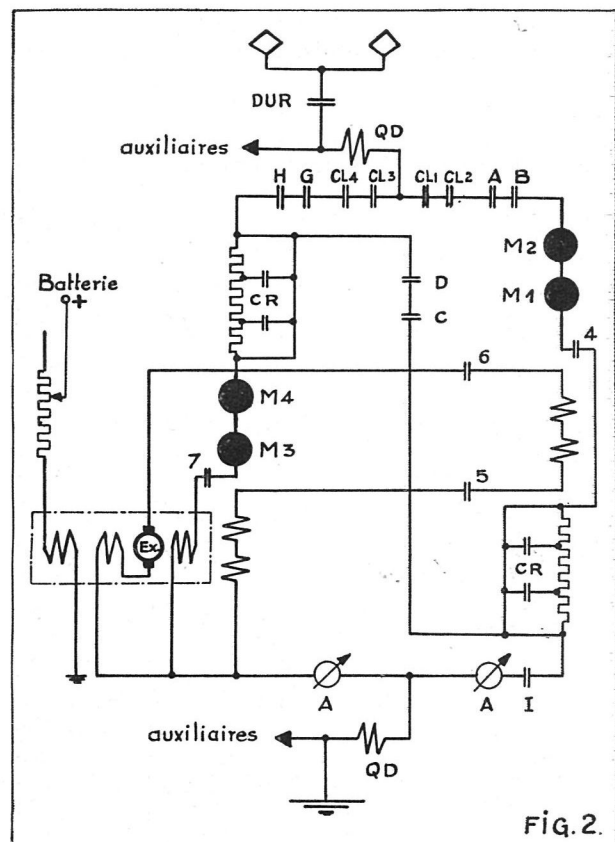 DUR
auxiliaires
QD
H G CL4 CL3 CL1 CL2 A B
M2
Batterie
+
CR
D
M1
C
4
6
M4
M3
7
5
Ex.
CR
A
A
I
auxiliaires
QD
FIG. 2.